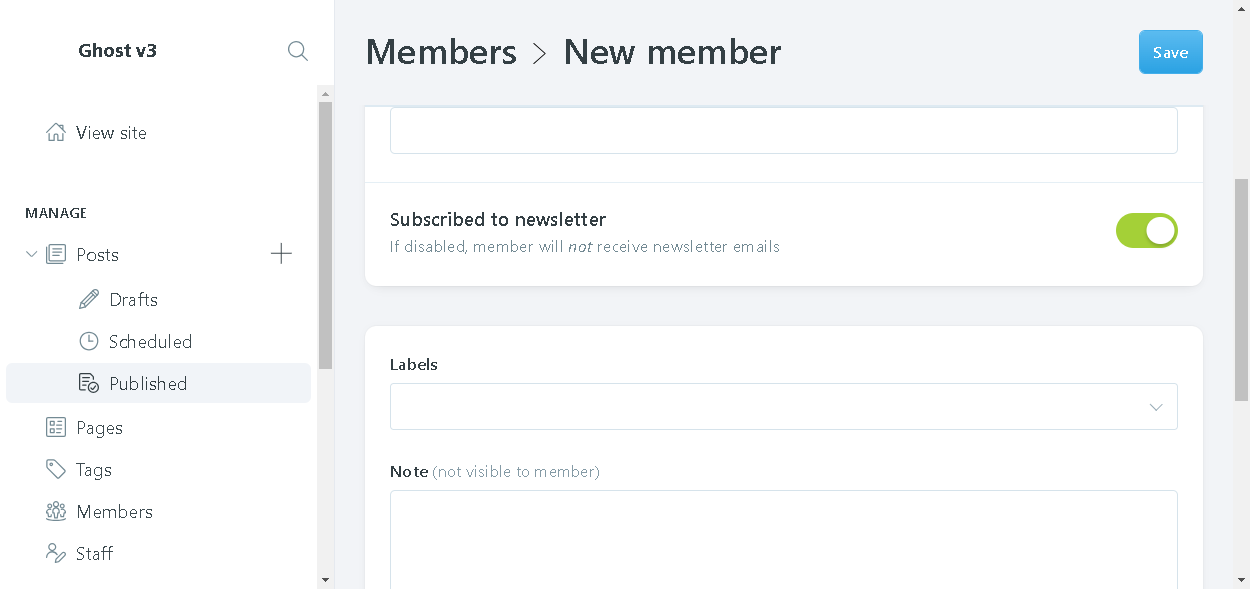 Ghost v3
View site
MANAGE
Posts
Drafts
Scheduled
Published
Pages
Tags
Members
Staff
Members > New member
Save
Subscribed to newsletter
If disabled, member will not receive newsletter emails
Labels
Note (not visible to member)